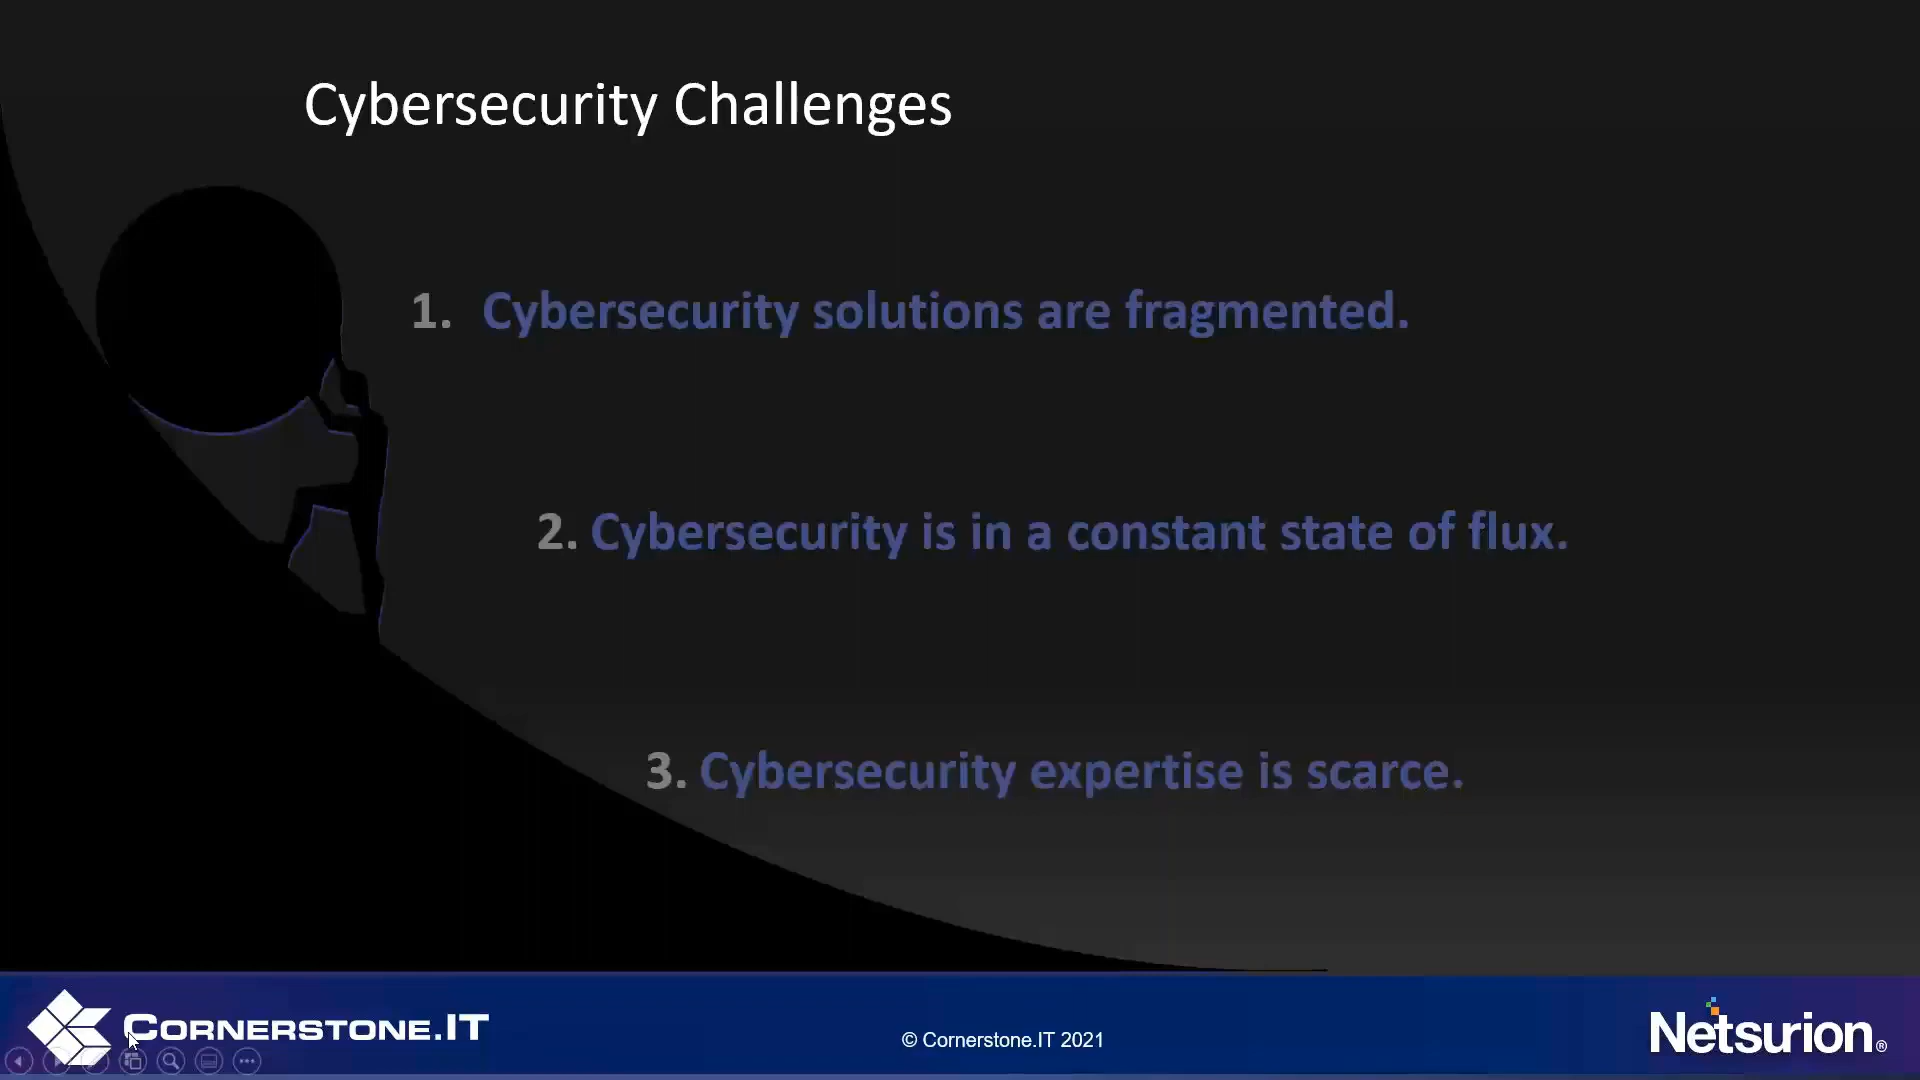 Cybersecurity Challenges
1. Cybersecurity solutions are fragmented.
2. Cybersecurity is in a constant state of flux.
3. Cybersecurity expertise is scarce.
CORNERSTONE.IT
© Cornerstone.IT 2021
Netsurion®